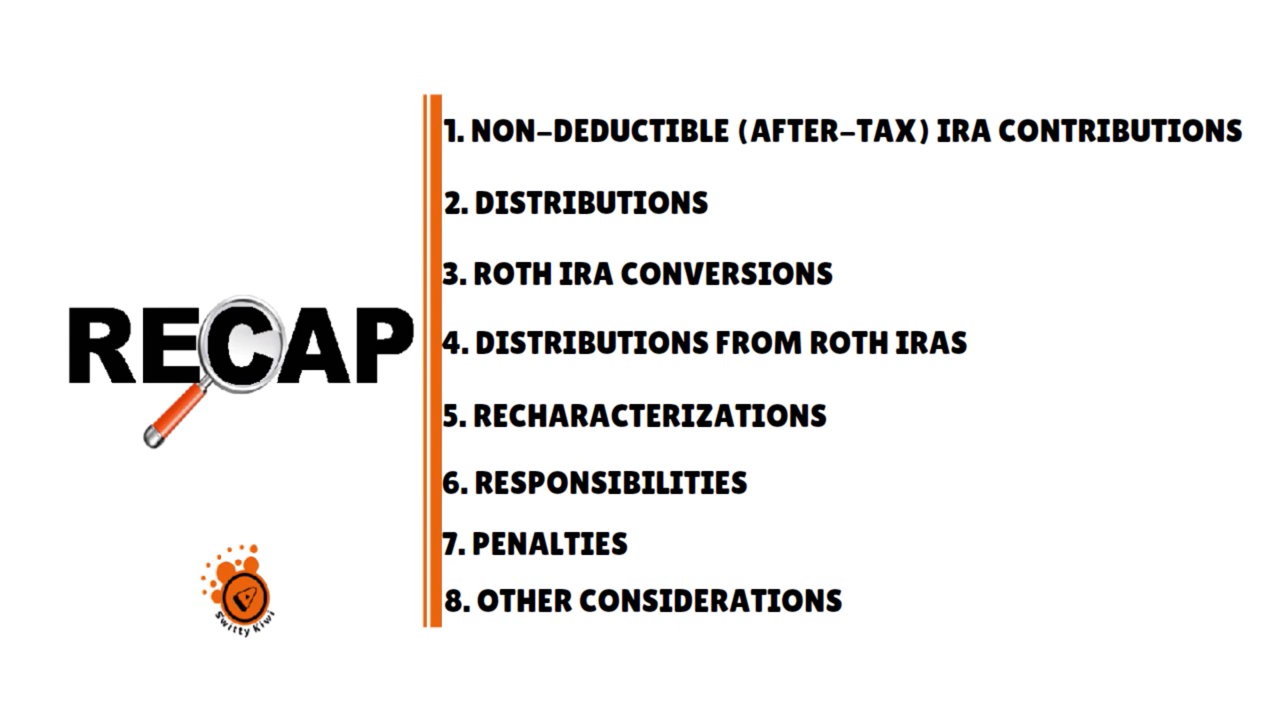 RECAP
1. NON-DEDUCTIBLE (AFTER-TAX) IRA CONTRIBUTIONS
2. DISTRIBUTIONS
3. ROTH IRA CONVERSIONS
4. DISTRIBUTIONS FROM ROTH IRAS
5. RECHARACTERIZATIONS
6. RESPONSIBILITIES
7. PENALTIES
8. OTHER CONSIDERATIONS
Switty Kiwi